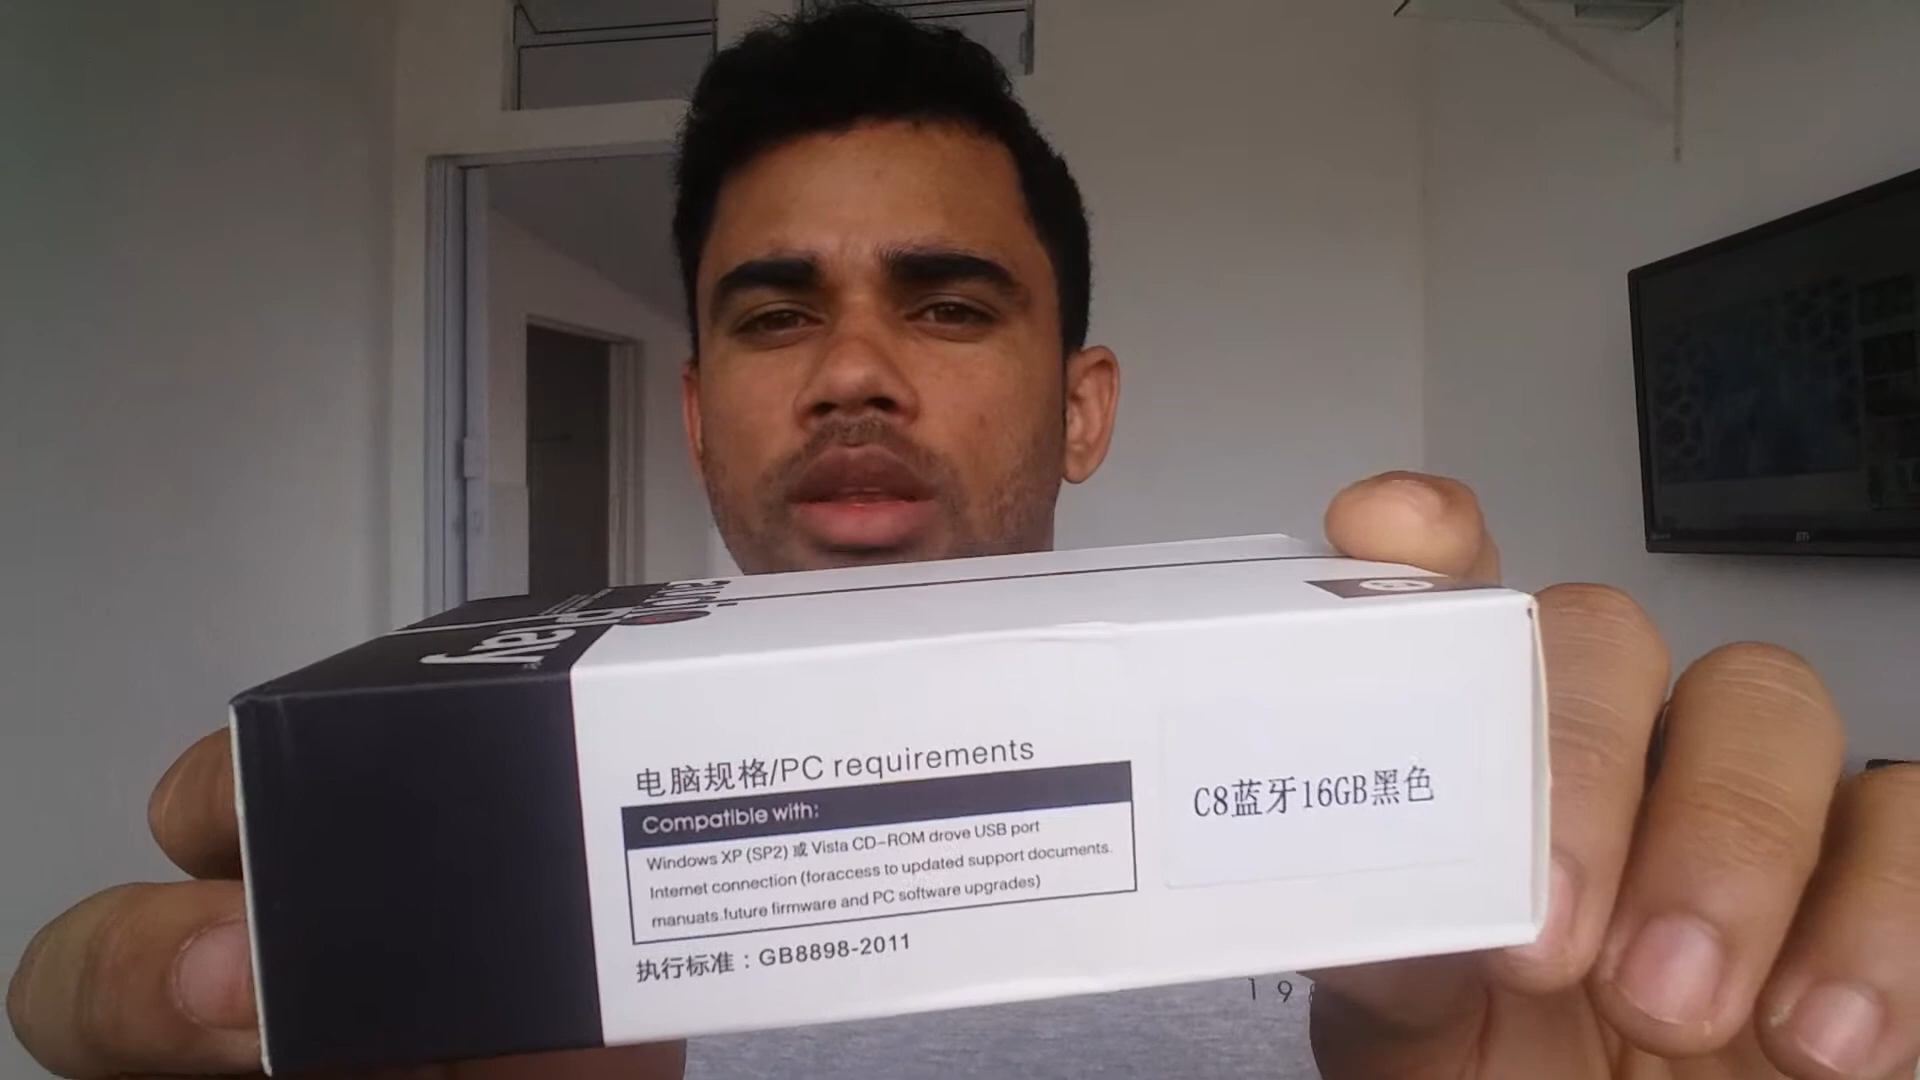 电脑规格/PC requirements
Compatible with:
Windows XP (SP2) 或 Vista CD-ROM drove USB port
Internet connection (foraccess to updated support documents.
manuats.future firmware and PC software upgrades)
执行标准：GB8898-2011
C8蓝牙16GB黑色
19